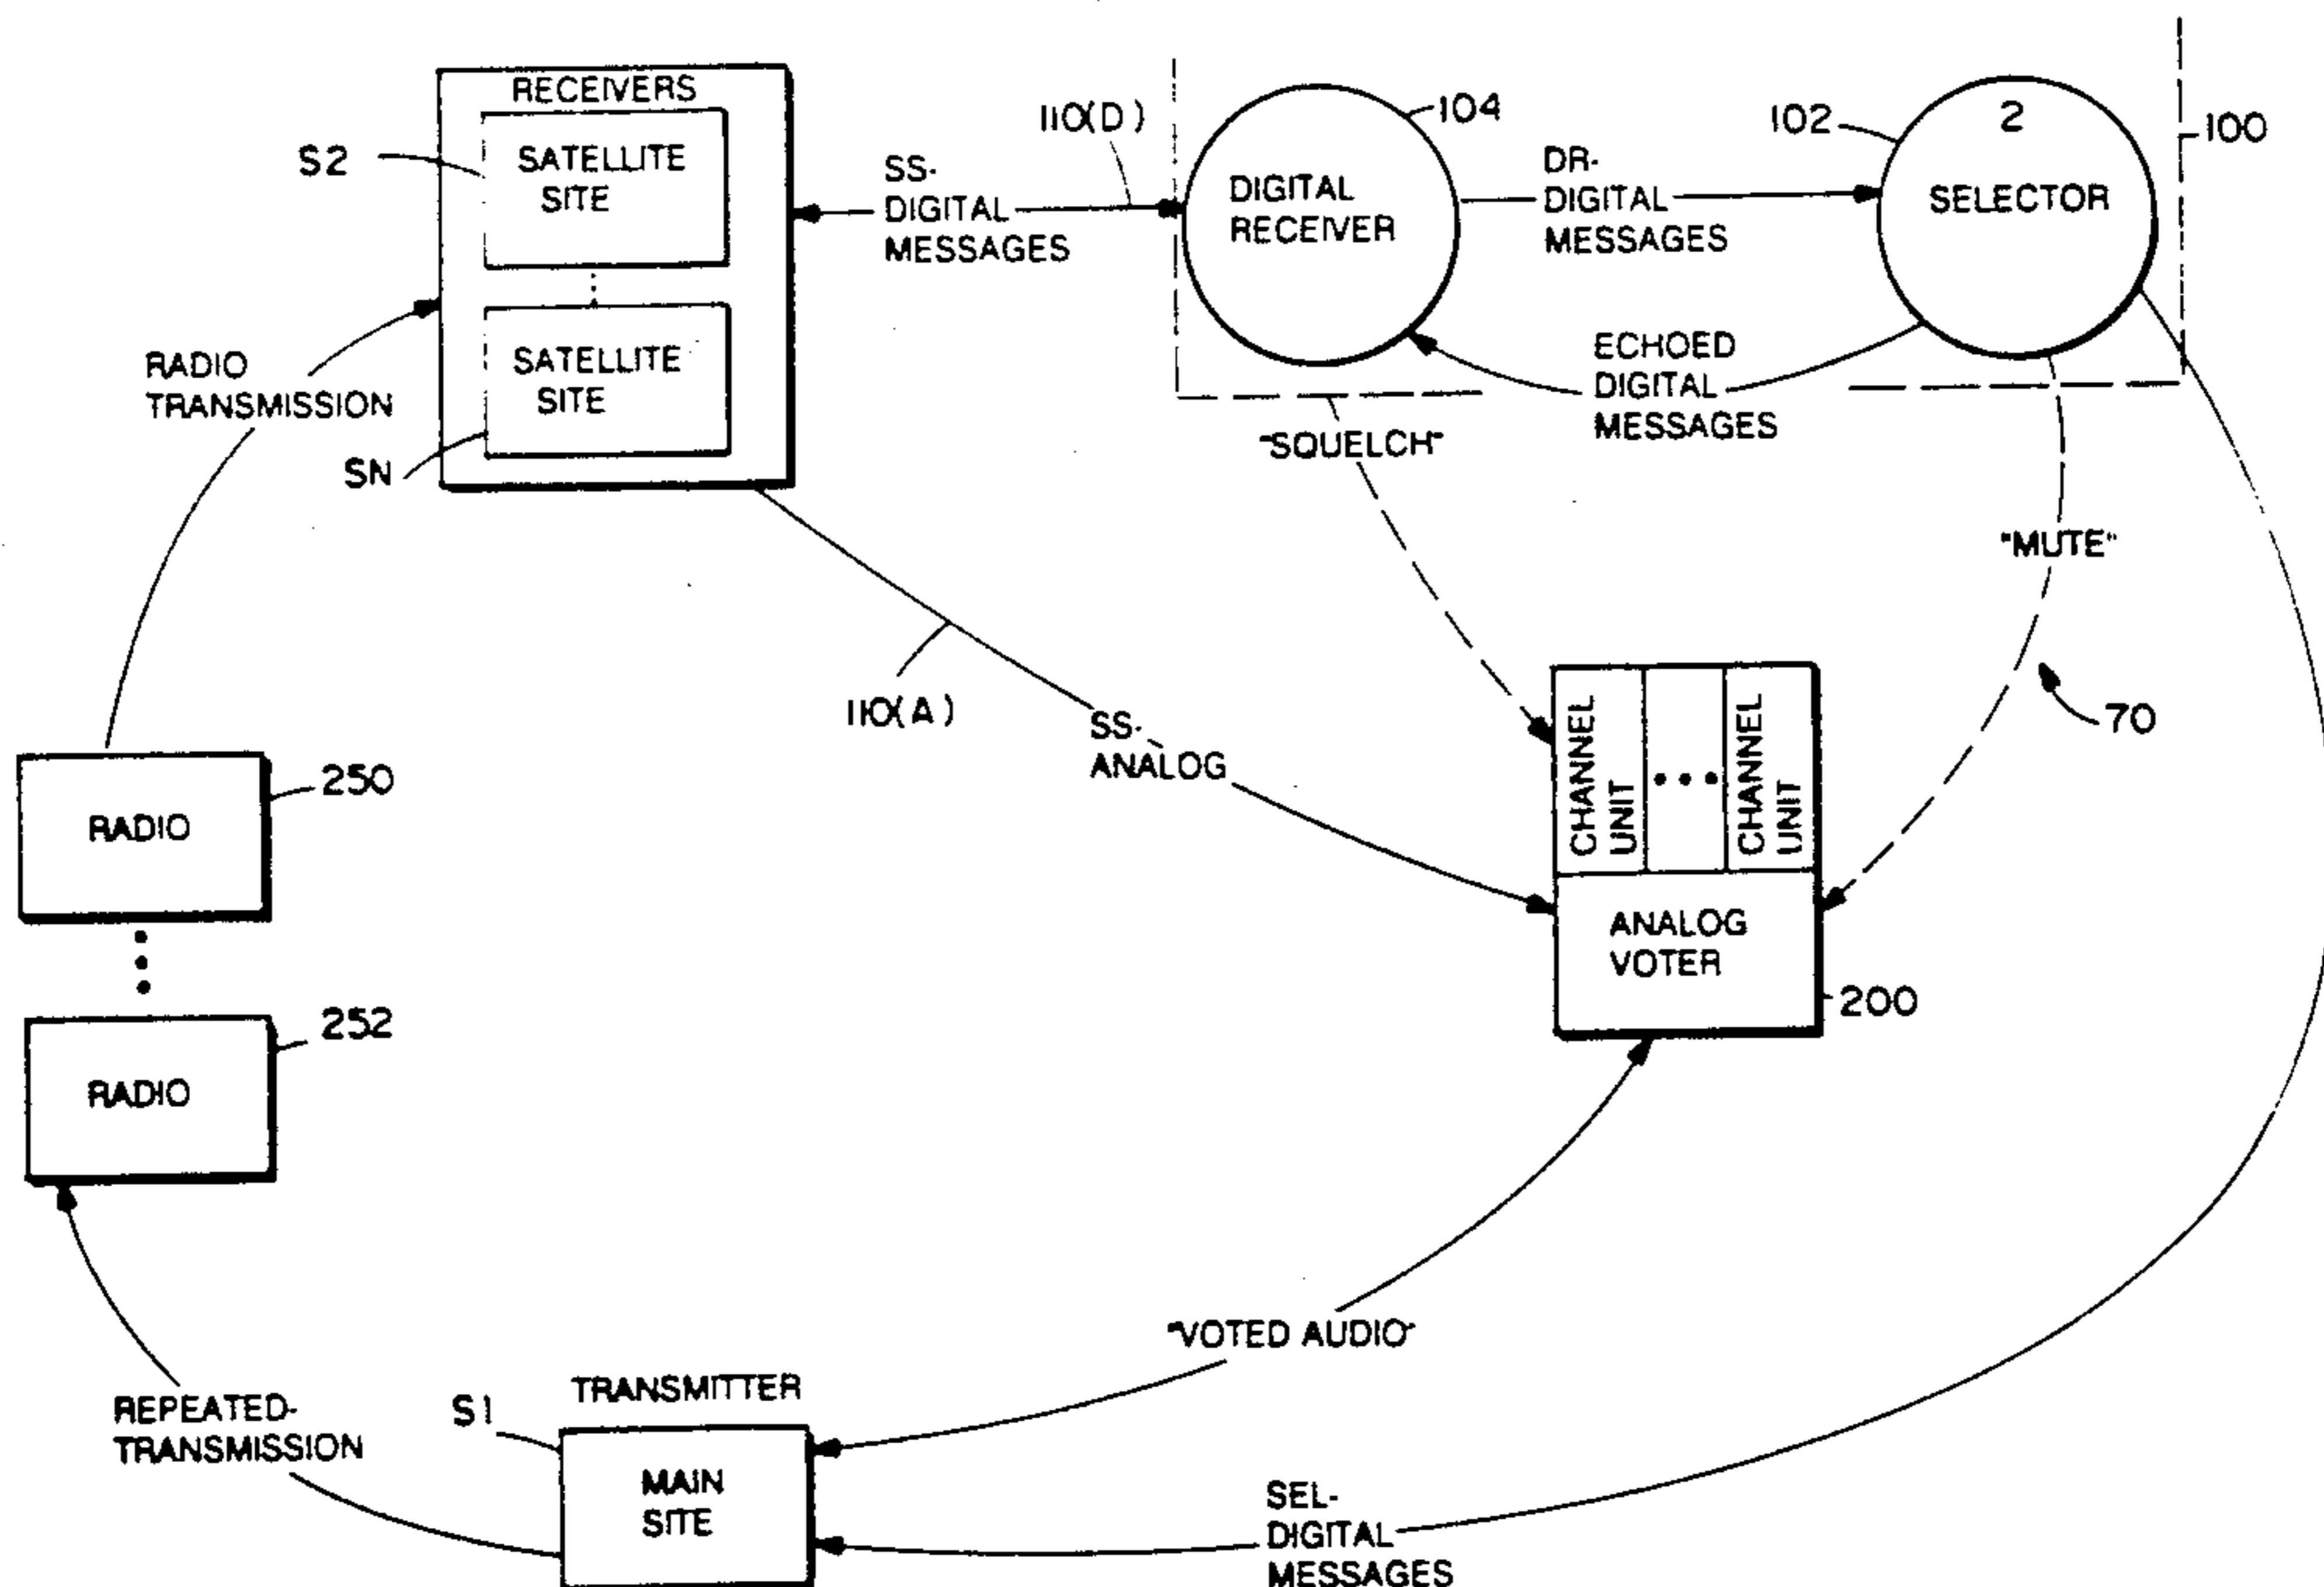 RECEIVERS
S2
SATELLITE
SITE
SATELLITE
SITE
SN
RADIO
TRANSMISSION
SS-
DIGITAL
MESSAGES
110(D)
DIGITAL
RECEIVER
104
DR-
DIGITAL
MESSAGES
102
2
SELECTOR
100
ECHOED
DIGITAL
MESSAGES
"SQUELCH"
"MUTE"
70
110(A)
SS-
ANALOG
CHANNEL
UNIT
CHANNEL
UNIT
ANALOG
VOTER
200
RADIO
250
RADIO
252
"VOTED AUDIO"
TRANSMITTER
S1
MAIN
SITE
REPEATED-
TRANSMISSION
SEL-
DIGITAL
MESSAGES